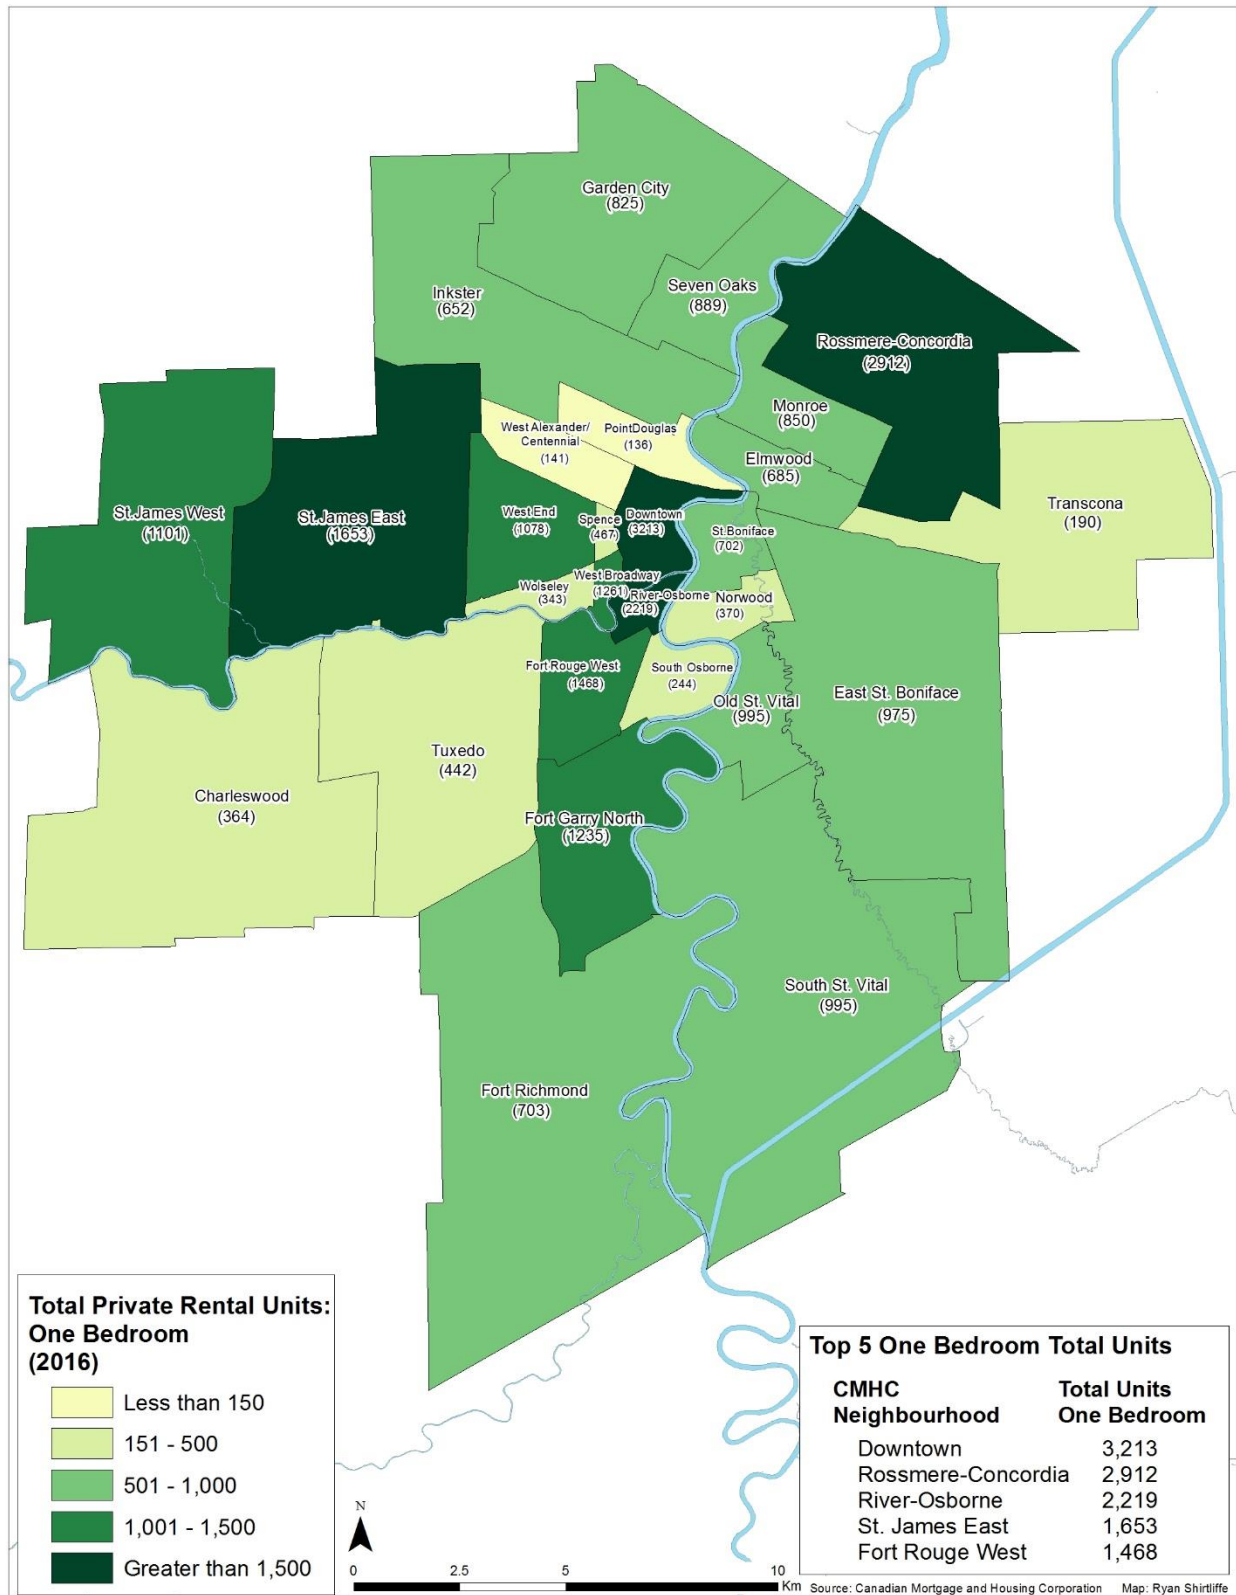 Garden City
(825)
Seven Oaks
(889)
Inkster
(652)
Rossmere-Concordia
(2912)
Monroe
(850)
West Alexander/
Centennial
(141)
PointDouglas
(136)
Elmwood
(685)
Transcona
(190)
St.James West
(1101)
St.James East
(1653)
West End
(1078)
Spence
(467)
Downtown
(3213)
St.Boniface
(702)
West Broadway
(1261)
Wolseley
(343)
River-Osborne
(2219)
Norwood
(370)
Fort Rouge West
(1468)
South Osborne
(244)
Old St. Vital
(995)
East St. Boniface
(975)
Tuxedo
(442)
Charleswood
(364)
Fort Garry North
(1235)
South St. Vital
(995)
Fort Richmond
(703)
Total Private Rental Units:
One Bedroom
(2016)
Less than 150
151 - 500
501 - 1,000
1,001 - 1,500
Greater than 1,500
N
0 2.5 5 10
Km
Top 5 One Bedroom Total Units
CMHC Total Units
Neighbourhood One Bedroom
Downtown 3,213
Rossmere-Concordia 2,912
River-Osborne 2,219
St. James East 1,653
Fort Rouge West 1,468
Source: Canadian Mortgage and Housing Corporation Map: Ryan Shirtliffe